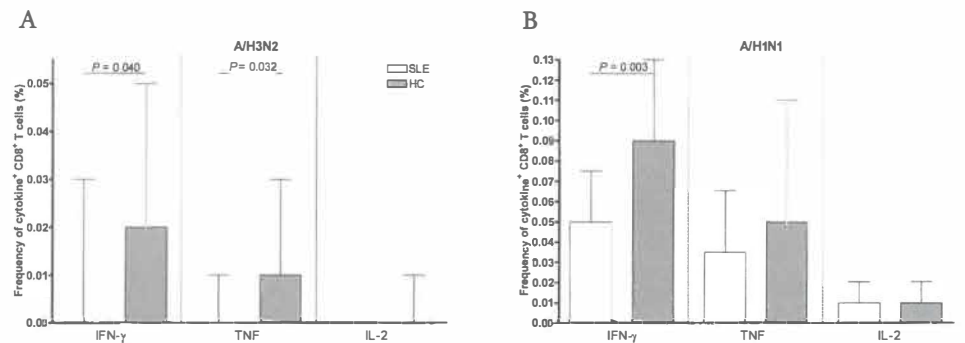 A
A/H3N2
P = 0.040
P = 0.032
SLE
HC
Frequency of cytokine+ CD8+ T cells (%)
0.05
0.04
0.03
0.02
0.01
0.00
IFN-γ
TNF
IL-2
B
A/H1N1
P = 0.003
Frequency of cytokine+ CD8+ T cells (%)
0.13
0.12
0.11
0.10
0.09
0.08
0.07
0.06
0.05
0.04
0.03
0.02
0.01
0.00
IFN-γ
TNF
IL-2